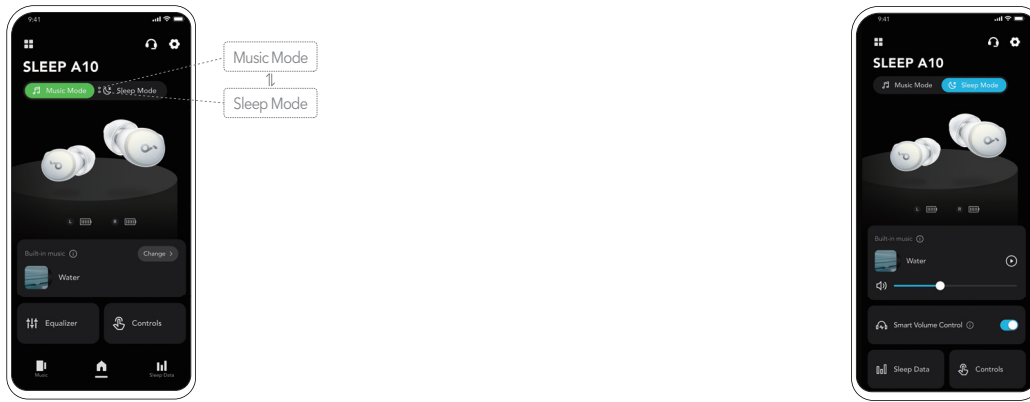 9:41
SLEEP A10
Music Mode
Sleep Mode
L
R
Built-in music
Change >
Water
Equalizer
Controls
Music
Sleep Data
Music Mode
Sleep Mode
9:41
SLEEP A10
Music Mode
Sleep Mode
L
R
Built-in music
Water
Smart Volume Control
Sleep Data
Controls